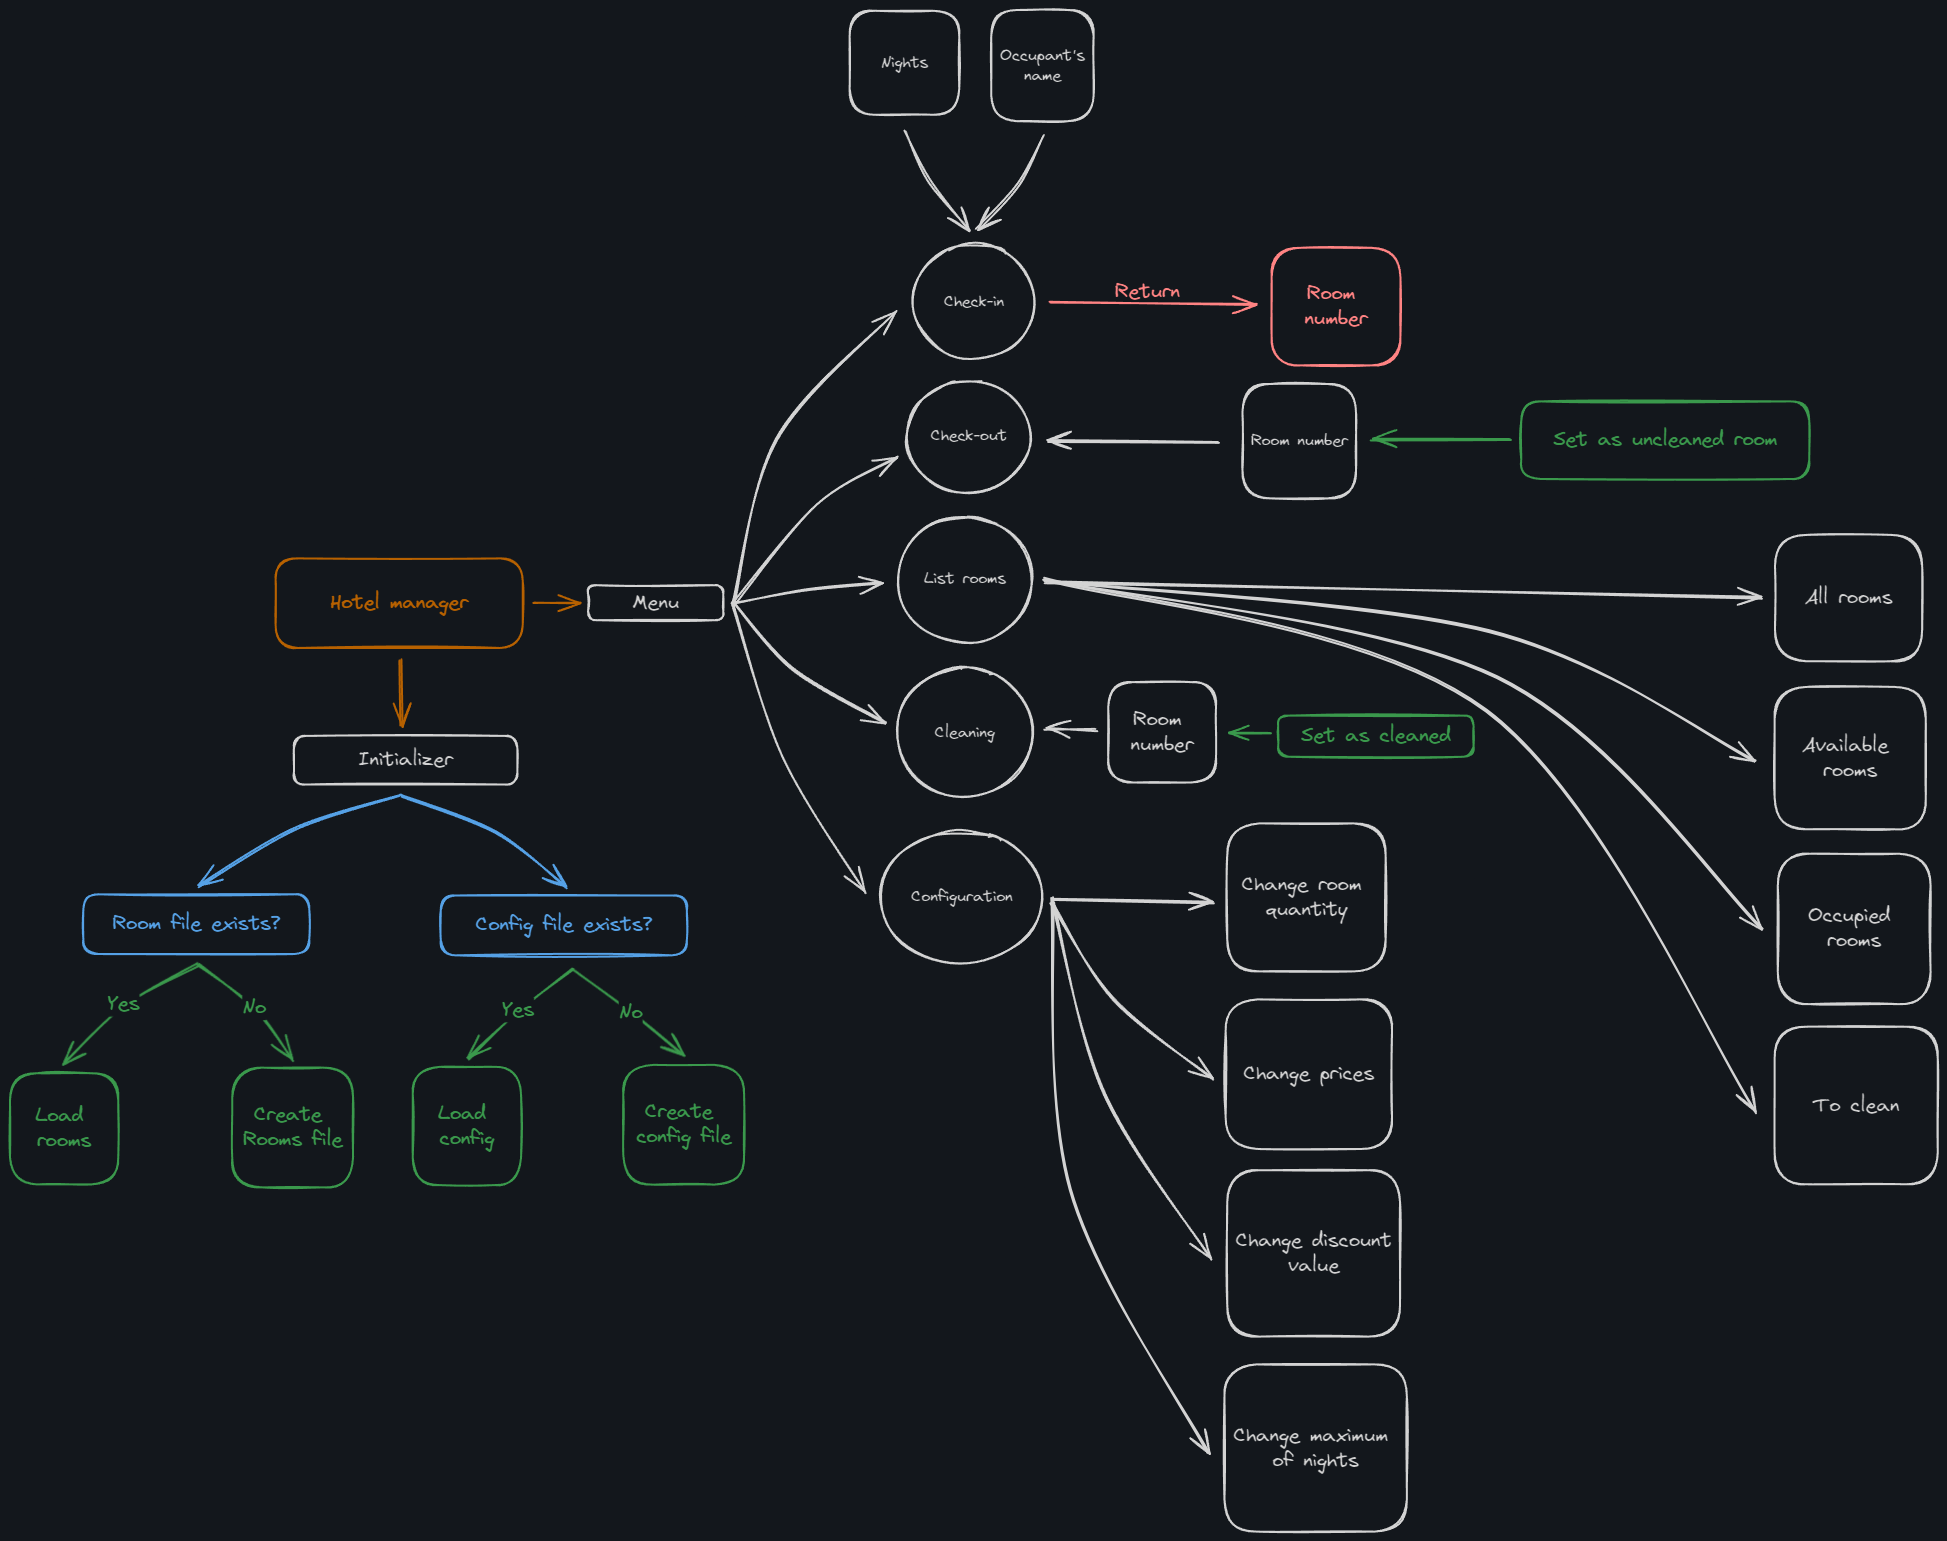 Nights
Occupant's
name
Check-in
Return
Room
number
Check-out
Room number
Set as uncleaned room
List rooms
All rooms
Hotel manager
Menu
Cleaning
Room
number
Set as cleaned
Available
rooms
Initializer
Configuration
Change room
quantity
Occupied
rooms
Room file exists?
Config file exists?
Yes
No
Yes
No
Change prices
To clean
Load
rooms
Create
Rooms file
Load
config
Create
config file
Change discount
value
Change maximum
of nights